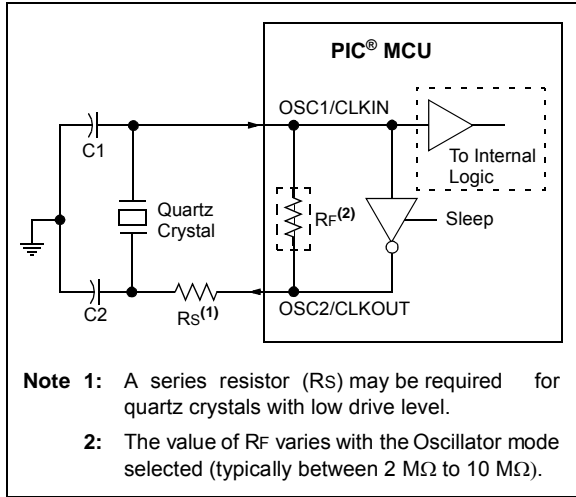 PIC® MCU
OSC1/CLKIN
C1
To Internal
Logic
Quartz
Crystal
RF(2)
Sleep
C2
RS(1)
OSC2/CLKOUT
Note 1: A series resistor (RS) may be required for
quartz crystals with low drive level.
2: The value of RF varies with the Oscillator mode
selected (typically between 2 MΩ to 10 MΩ).